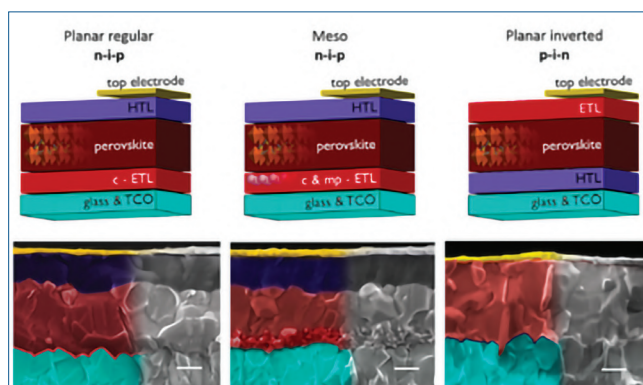 Planar regular
n-i-p
top electrode
HTL
perovskite
c - ETL
glass & TCO
Meso
n-i-p
top electrode
HTL
perovskite
c & mp - ETL
glass & TCO
Planar inverted
p-i-n
top electrode
ETL
perovskite
HTL
glass & TCO